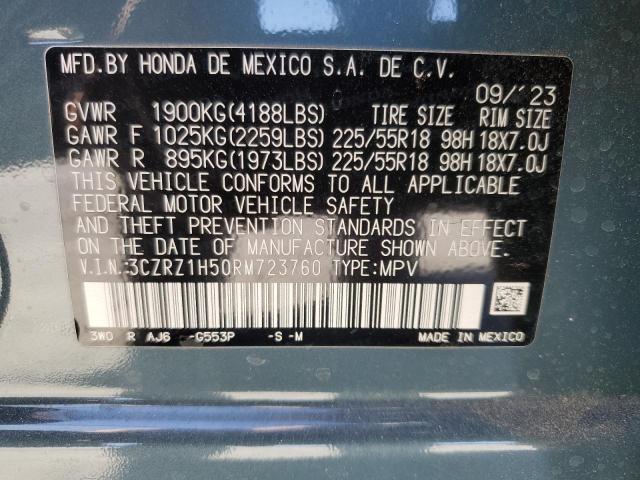 MFD.BY HONDA DE MEXICO S.A. DE C.V.
09/'23
GVWR 1900KG(4188LBS) TIRE SIZE RIM SIZE
GAWR F 1025KG(2259LBS) 225/55R18 98H 18X7.0J
GAWR R 895KG(1973LBS) 225/55R18 98H 18X7.0J
THIS VEHICLE CONFORMS TO ALL APPLICABLE
FEDERAL MOTOR VEHICLE SAFETY
AND THEFT PREVENTION STANDARDS IN EFFECT
ON THE DATE OF MANUFACTURE SHOWN ABOVE.
V.I.N.:3CZRZ1H50RM723760 TYPE:MPV
3W0 R AJ6 -G553P -S-M MADE IN MEXICO